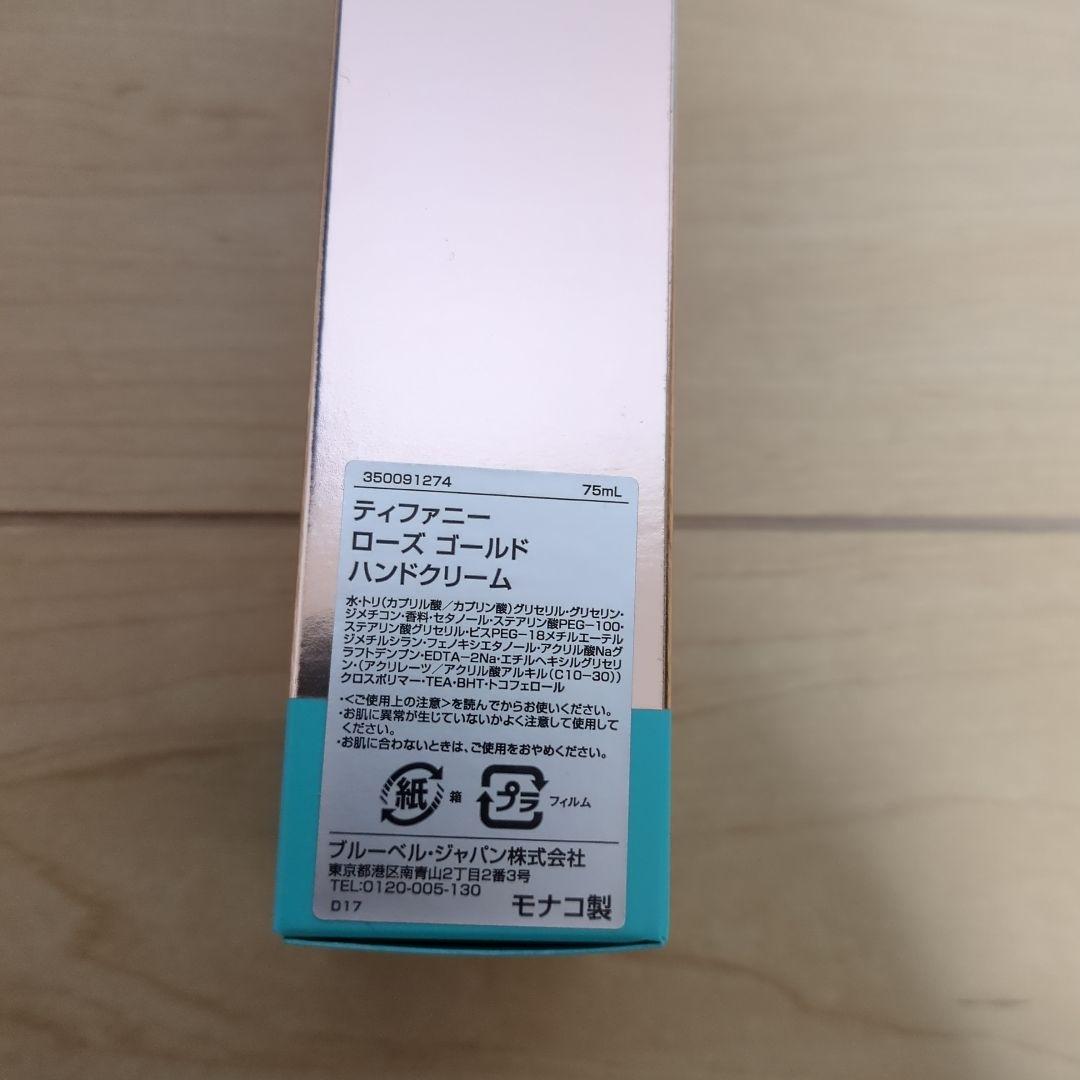 350091274 75mL
ティファニー
ローズ ゴールド
ハンドクリーム
水・トリ(カプリル酸／カプリン酸)グリセリル・グリセリン・
ジメチコン・香料・セタノール・ステアリン酸PEG-100・
ステアリン酸グリセリル・ビスPEG-18メチルエーテル
ジメチルシラン・フェノキシエタノール・アクリル酸Naグ
ラフトデンプン・EDTA-2Na・エチルヘキシルグリセリ
ン・(アクリレーツ／アクリル酸アルキル(C10-30))
クロスポリマー・TEA・BHT・トコフェロール
・<ご使用上の注意>を読んでからお使いください。
・お肌に異常が生じていないかよく注意して使用して
ください。
・お肌に合わないときは、ご使用をおやめください。
紙 箱 プラ フィルム
ブルーベル・ジャパン株式会社
東京都港区南青山2丁目2番3号
TEL:0120-005-130
D17 モナコ製